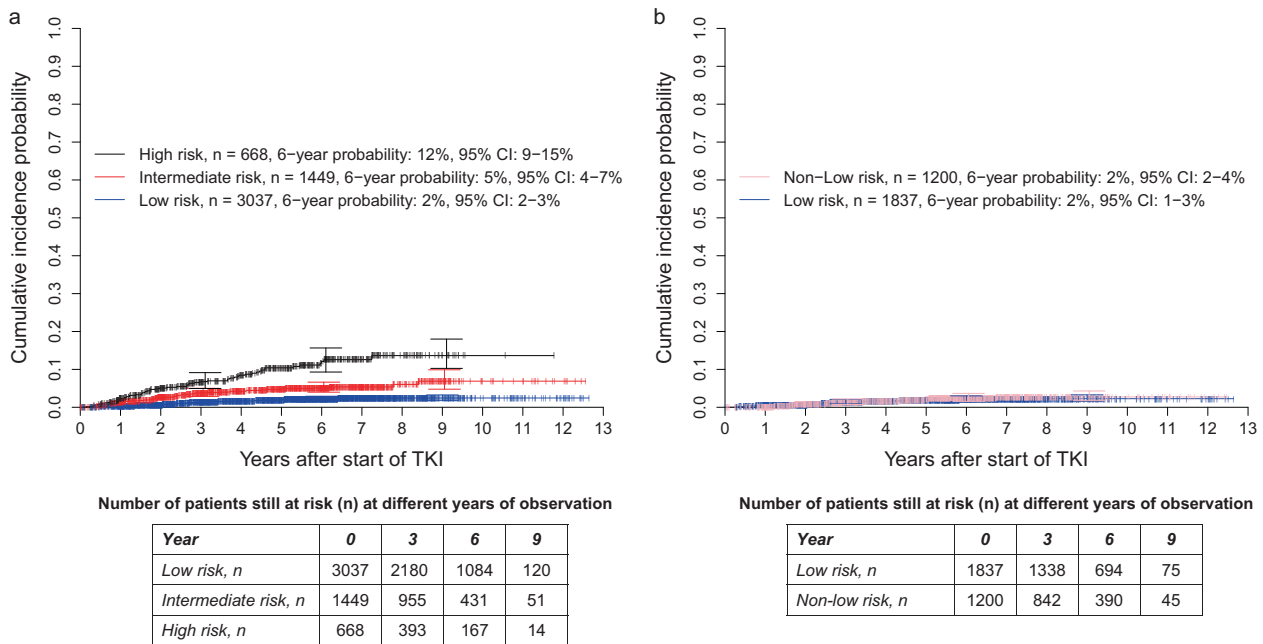 a
Cumulative incidence probability
1.0
0.9
0.8
0.7
0.6
0.5
0.4
0.3
0.2
0.1
0.0
High risk, n = 668, 6−year probability: 12%, 95% CI: 9−15%
Intermediate risk, n = 1449, 6−year probability: 5%, 95% CI: 4−7%
Low risk, n = 3037, 6−year probability: 2%, 95% CI: 2−3%
0 1 2 3 4 5 6 7 8 9 10 11 12 13
Years after start of TKI
Number of patients still at risk (n) at different years of observation
Year 0 3 6 9
Low risk, n 3037 2180 1084 120
Intermediate risk, n 1449 955 431 51
High risk, n 668 393 167 14
b
Cumulative incidence probability
1.0
0.9
0.8
0.7
0.6
0.5
0.4
0.3
0.2
0.1
0.0
Non−Low risk, n = 1200, 6−year probability: 2%, 95% CI: 2−4%
Low risk, n = 1837, 6−year probability: 2%, 95% CI: 1−3%
0 1 2 3 4 5 6 7 8 9 10 11 12 13
Years after start of TKI
Number of patients still at risk (n) at different years of observation
Year 0 3 6 9
Low risk, n 1837 1338 694 75
Non-low risk, n 1200 842 390 45